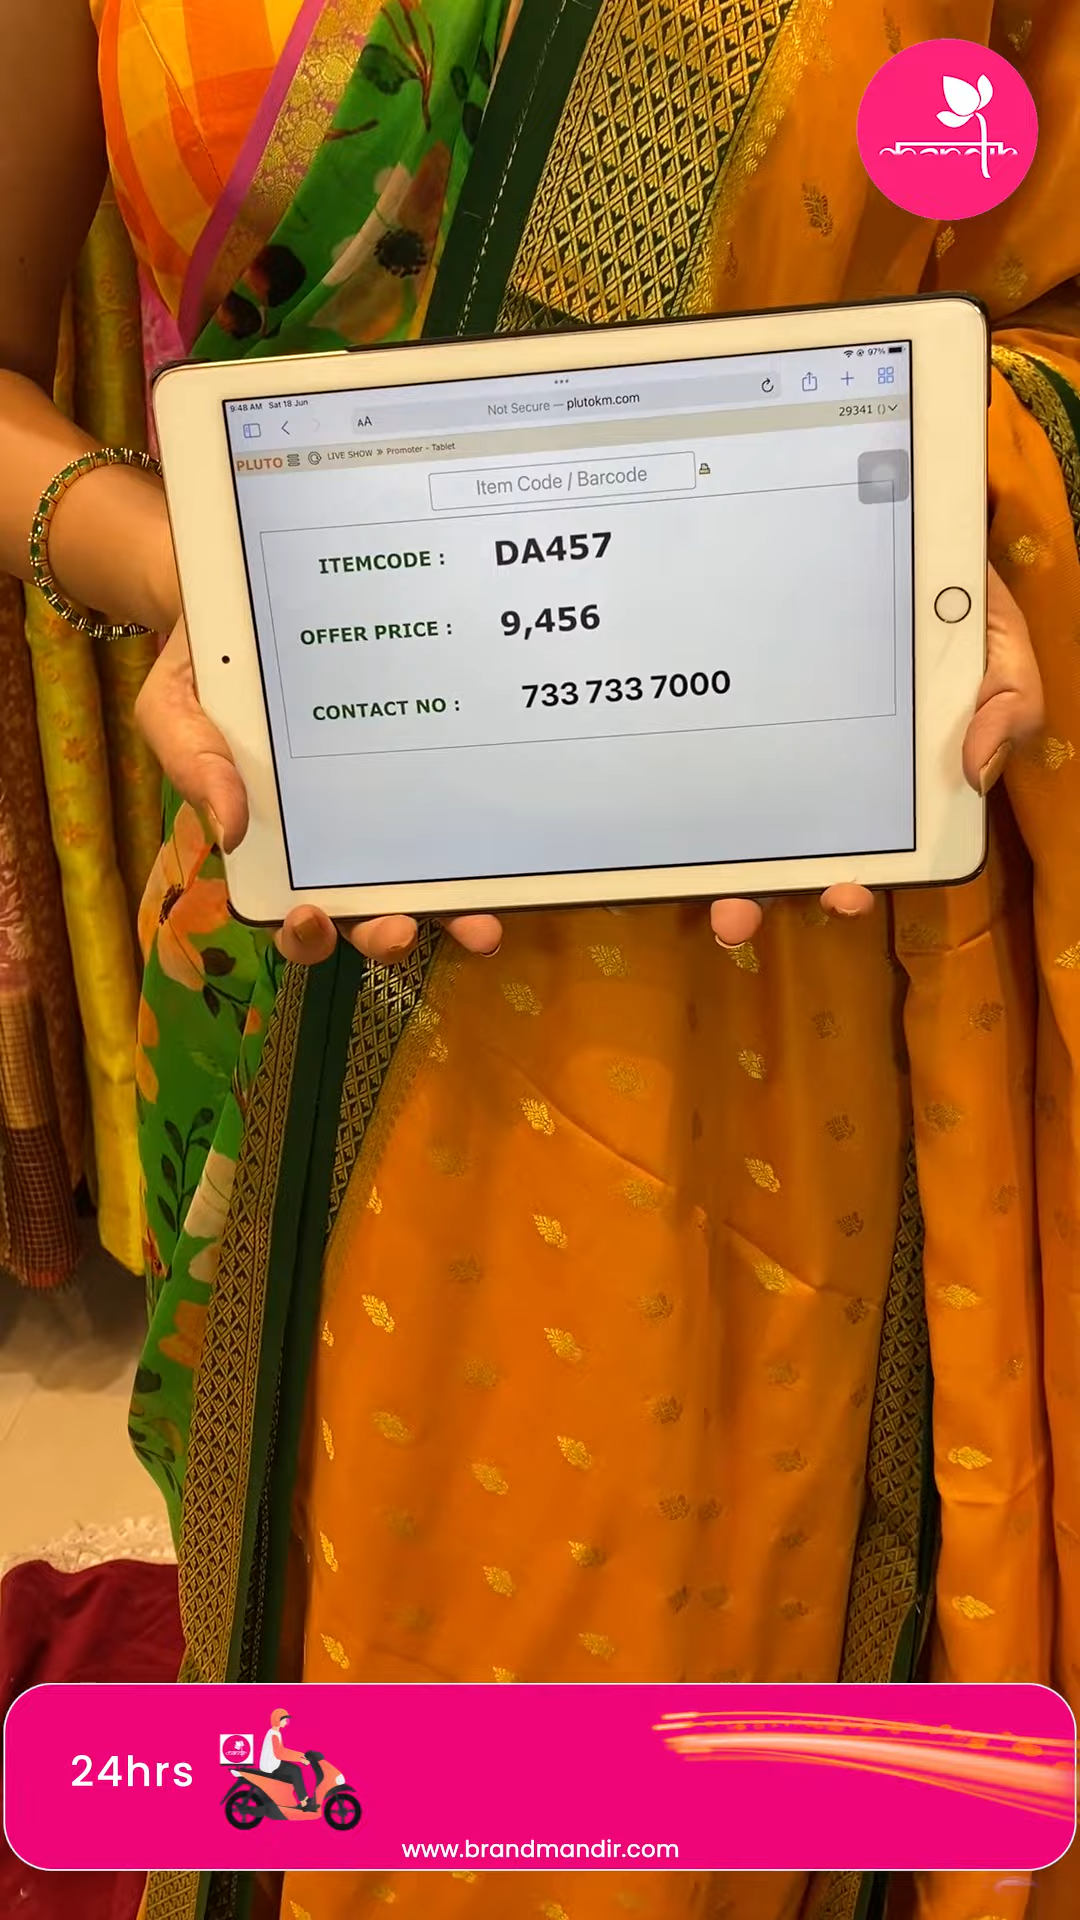 9:48 AM Sat 18 Jun
97%
AA
Not Secure — plutokm.com
29341 ()
PLUTO
LIVE SHOW » Promoter - Tablet
Item Code / Barcode
ITEMCODE : DA457
OFFER PRICE : 9,456
CONTACT NO : 733 733 7000
24hrs
www.brandmandir.com